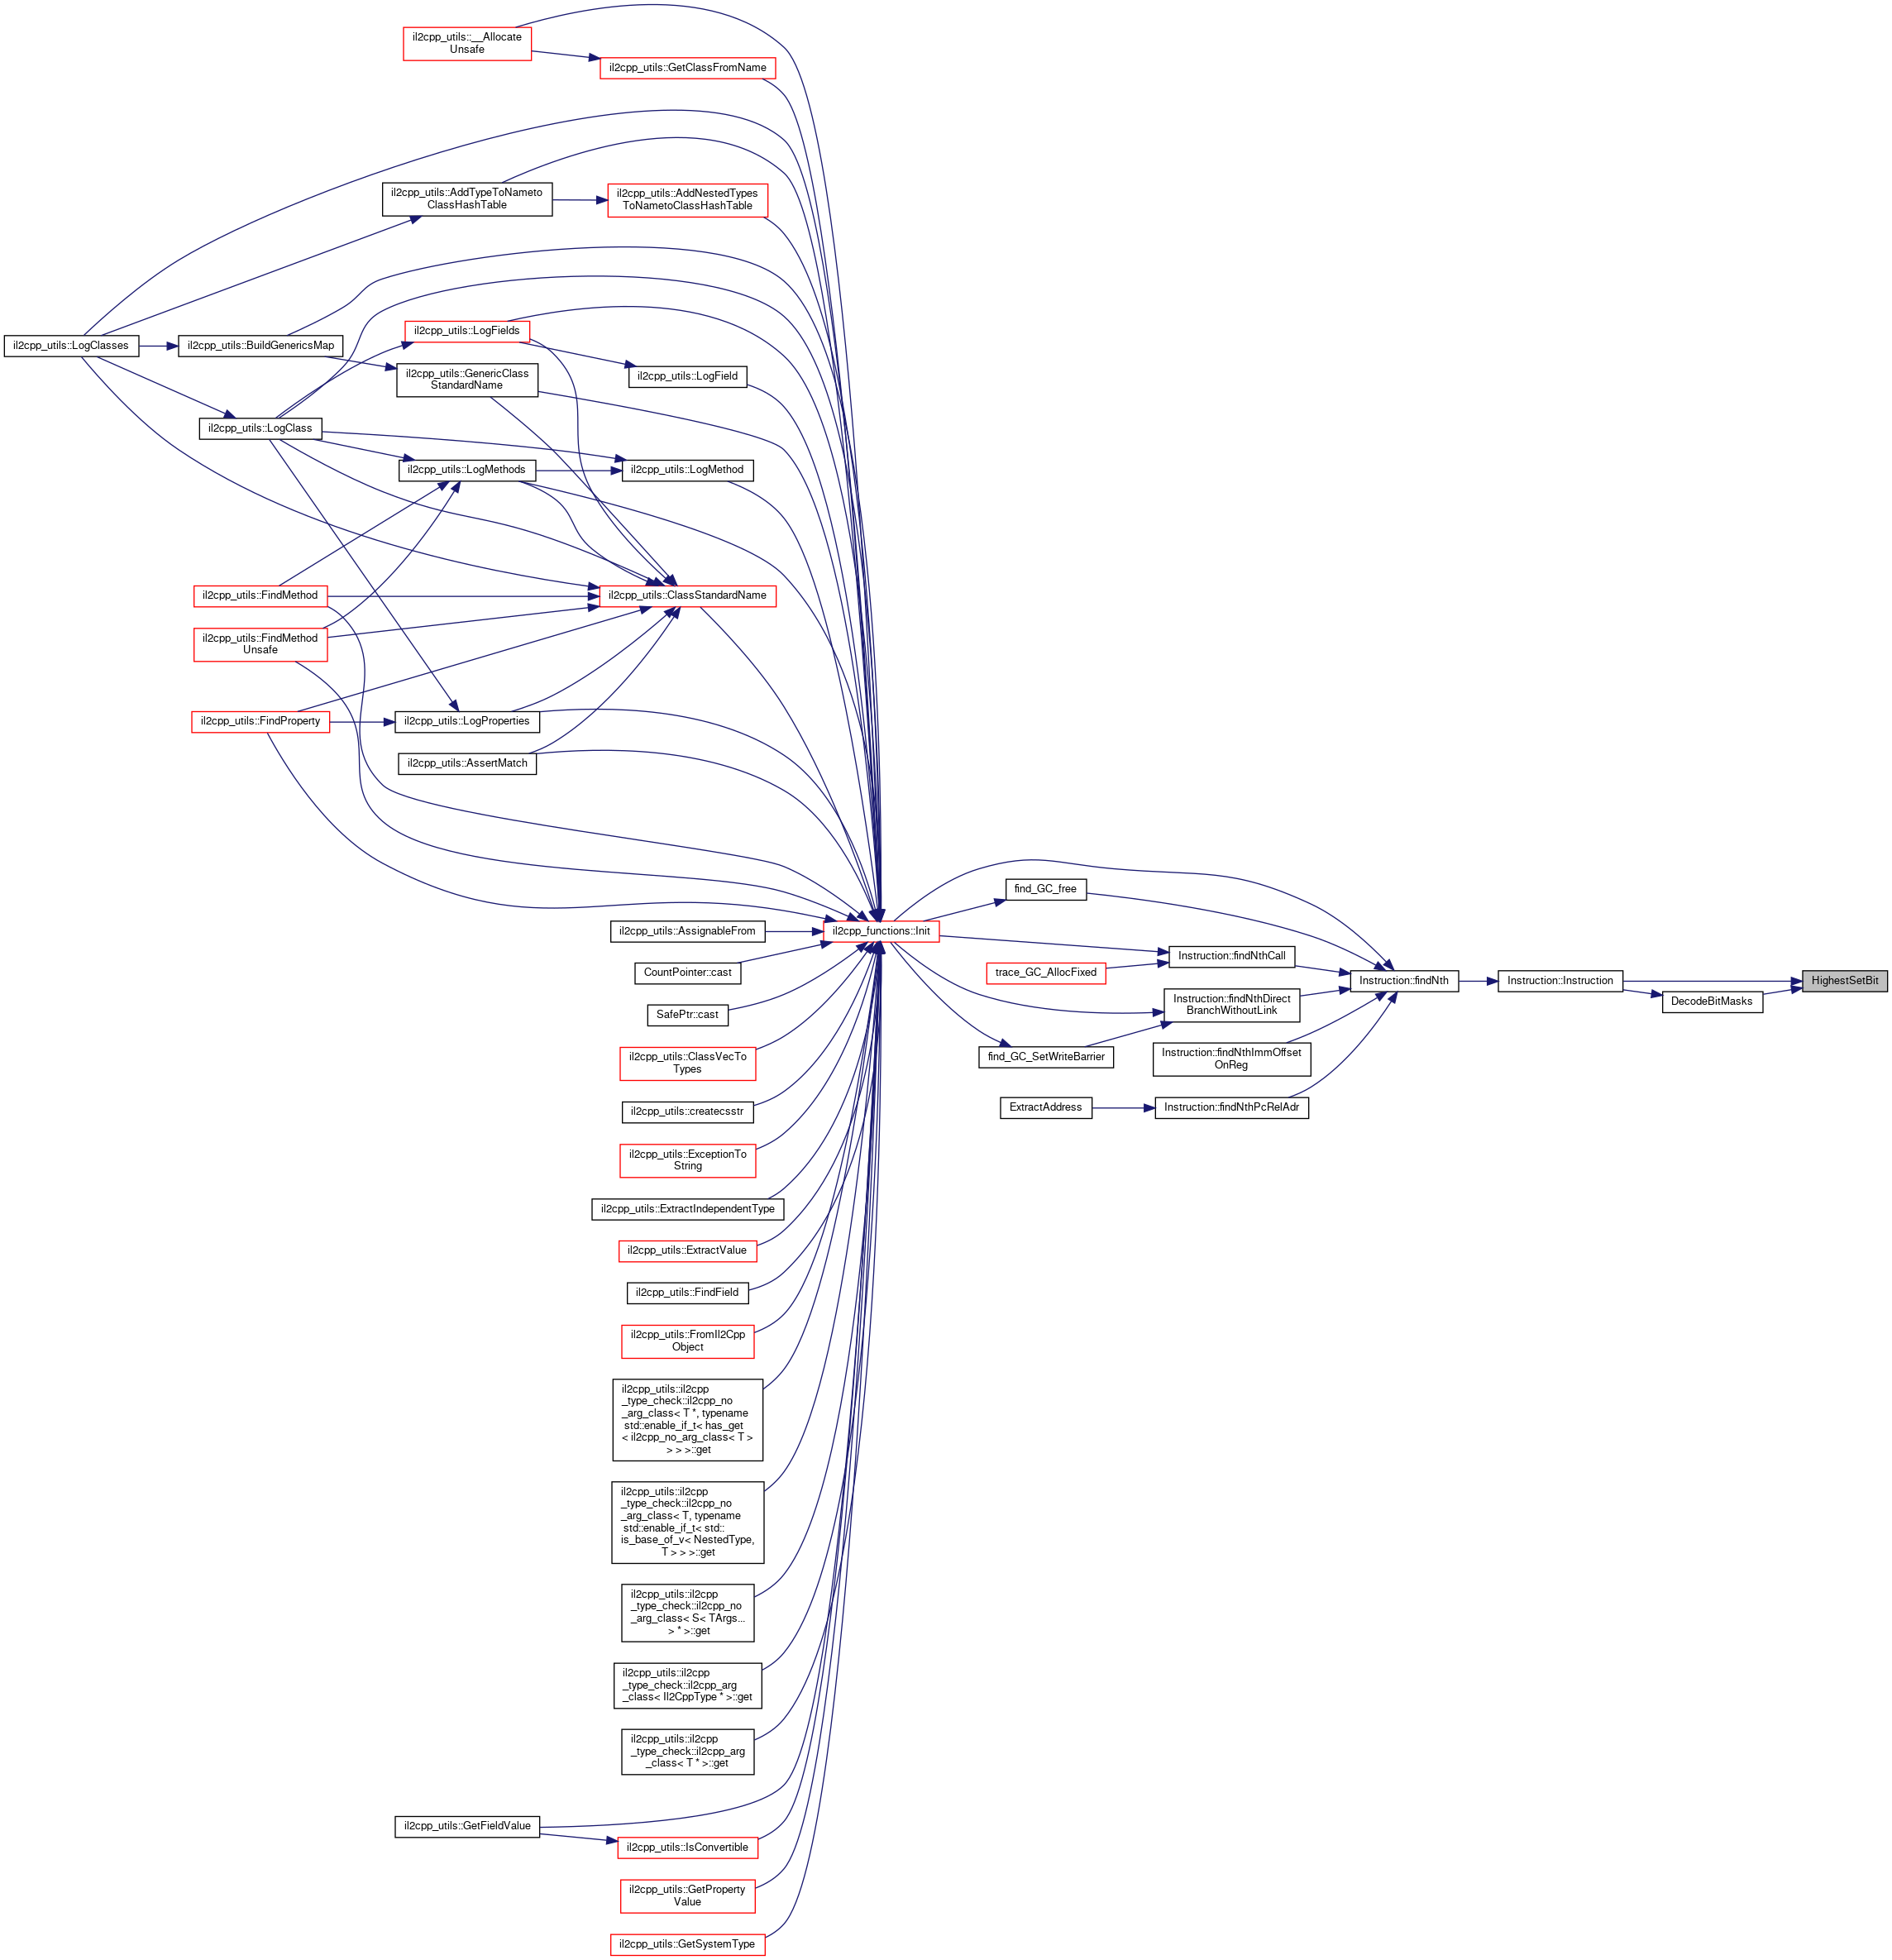 il2cpp_utils::__Allocate
Unsafe
il2cpp_utils::GetClassFromName
il2cpp_utils::AddTypeToNameto
ClassHashTable
il2cpp_utils::AddNestedTypes
ToNametoClassHashTable
il2cpp_utils::LogClasses
il2cpp_utils::BuildGenericsMap
il2cpp_utils::LogFields
il2cpp_utils::GenericClass
StandardName
il2cpp_utils::LogField
il2cpp_utils::LogClass
il2cpp_utils::LogMethods
il2cpp_utils::LogMethod
il2cpp_utils::FindMethod
il2cpp_utils::ClassStandardName
il2cpp_utils::FindMethod
Unsafe
il2cpp_utils::FindProperty
il2cpp_utils::LogProperties
il2cpp_utils::AssertMatch
il2cpp_utils::AssignableFrom
il2cpp_functions::Init
find_GC_free
CountPointer::cast
trace_GC_AllocFixed
Instruction::findNthCall
Instruction::findNth
Instruction::Instruction
HighestSetBit
DecodeBitMasks
SafePtr::cast
Instruction::findNthDirect
BranchWithoutLink
il2cpp_utils::ClassVecTo
Types
find_GC_SetWriteBarrier
Instruction::findNthImmOffset
OnReg
il2cpp_utils::createcsstr
ExtractAddress
Instruction::findNthPcRelAdr
il2cpp_utils::ExceptionTo
String
il2cpp_utils::ExtractIndependentType
il2cpp_utils::ExtractValue
il2cpp_utils::FindField
il2cpp_utils::FromIl2Cpp
Object
il2cpp_utils::il2cpp
_type_check::il2cpp_no
_arg_class< T *, typename
std::enable_if_t< has_get
< il2cpp_no_arg_class< T >
> > >::get
il2cpp_utils::il2cpp
_type_check::il2cpp_no
_arg_class< T, typename
std::enable_if_t< std::
is_base_of_v< NestedType,
T > > >::get
il2cpp_utils::il2cpp
_type_check::il2cpp_no
_arg_class< S< TArgs...
> * >::get
il2cpp_utils::il2cpp
_type_check::il2cpp_arg
_class< Il2CppType * >::get
il2cpp_utils::il2cpp
_type_check::il2cpp_arg
_class< T * >::get
il2cpp_utils::GetFieldValue
il2cpp_utils::IsConvertible
il2cpp_utils::GetProperty
Value
il2cpp_utils::GetSystemType